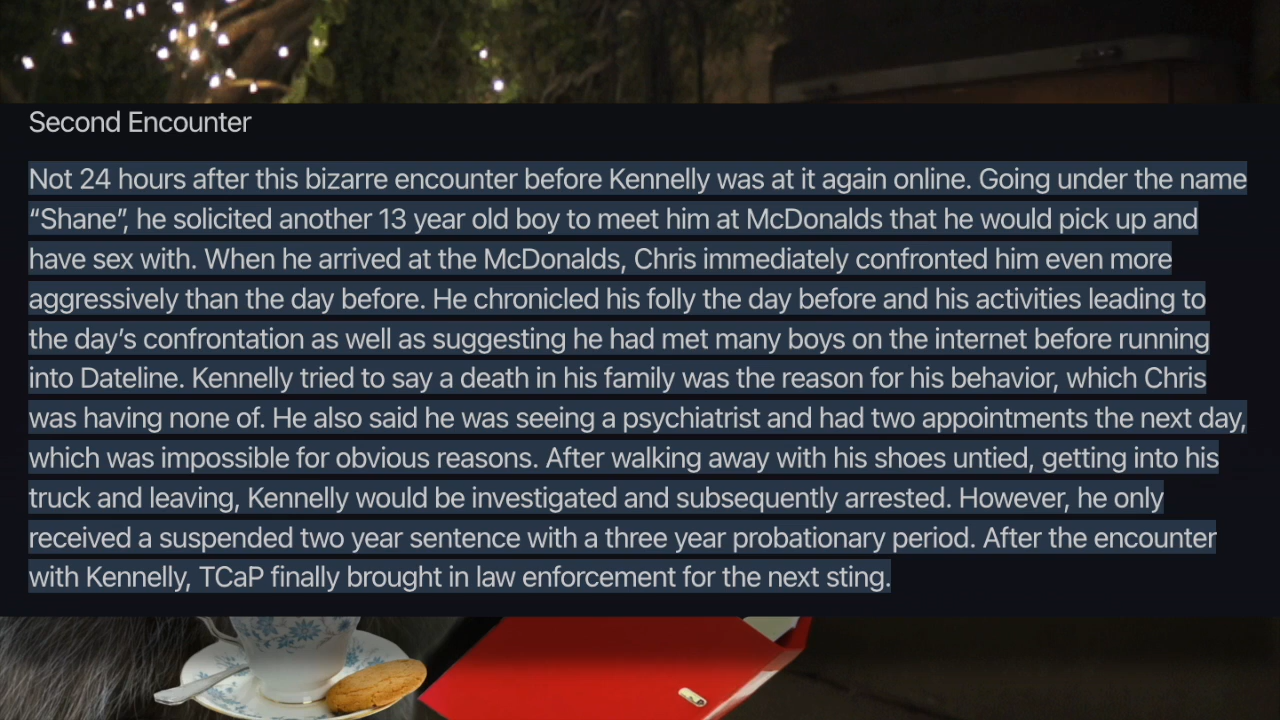 Second Encounter
Not 24 hours after this bizarre encounter before Kennelly was at it again online. Going under the name
“Shane”, he solicited another 13 year old boy to meet him at McDonalds that he would pick up and
have sex with. When he arrived at the McDonalds, Chris immediately confronted him even more
aggressively than the day before. He chronicled his folly the day before and his activities leading to
the day’s confrontation as well as suggesting he had met many boys on the internet before running
into Dateline. Kennelly tried to say a death in his family was the reason for his behavior, which Chris
was having none of. He also said he was seeing a psychiatrist and had two appointments the next day,
which was impossible for obvious reasons. After walking away with his shoes untied, getting into his
truck and leaving, Kennelly would be investigated and subsequently arrested. However, he only
received a suspended two year sentence with a three year probationary period. After the encounter
with Kennelly, TCaP finally brought in law enforcement for the next sting.